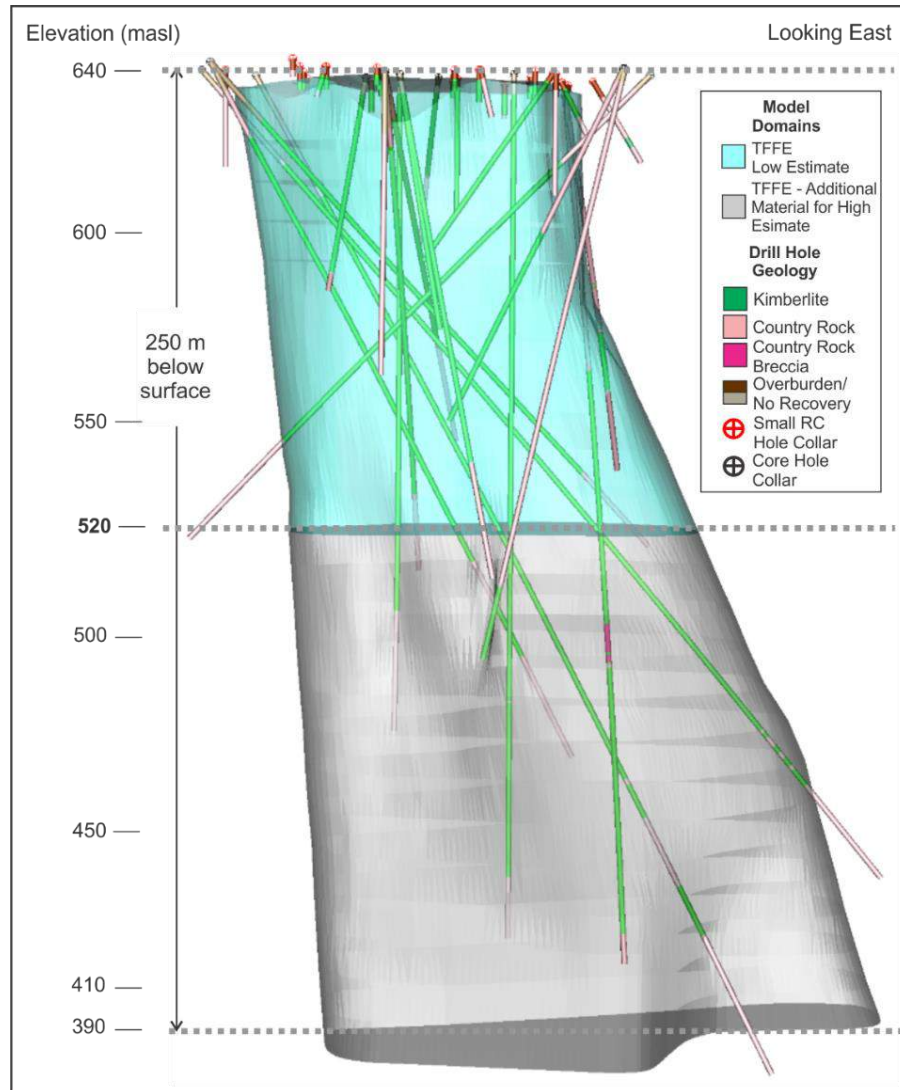 Elevation (masl)
Looking East
640
600
250 m
below
surface
550
520
500
450
410
390
Model
Domains
TFFE
Low Estimate
TFFE - Additional
Material for High
Esimate
Drill Hole
Geology
Kimberlite
Country Rock
Country Rock
Breccia
Overburden/
No Recovery
Small RC
Hole Collar
Core Hole
Collar